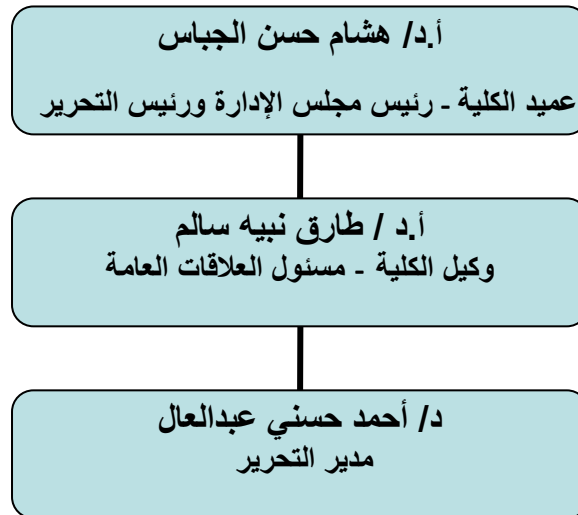 أ.د/ هشام حسن الجباس
عميد الكلية - رئيس مجلس الإدارة ورئيس التحرير
أ.د / طارق نبيه سالم
وكيل الكلية - مسئول العلاقات العامة
د/ أحمد حسني عبدالعال
مدير التحرير